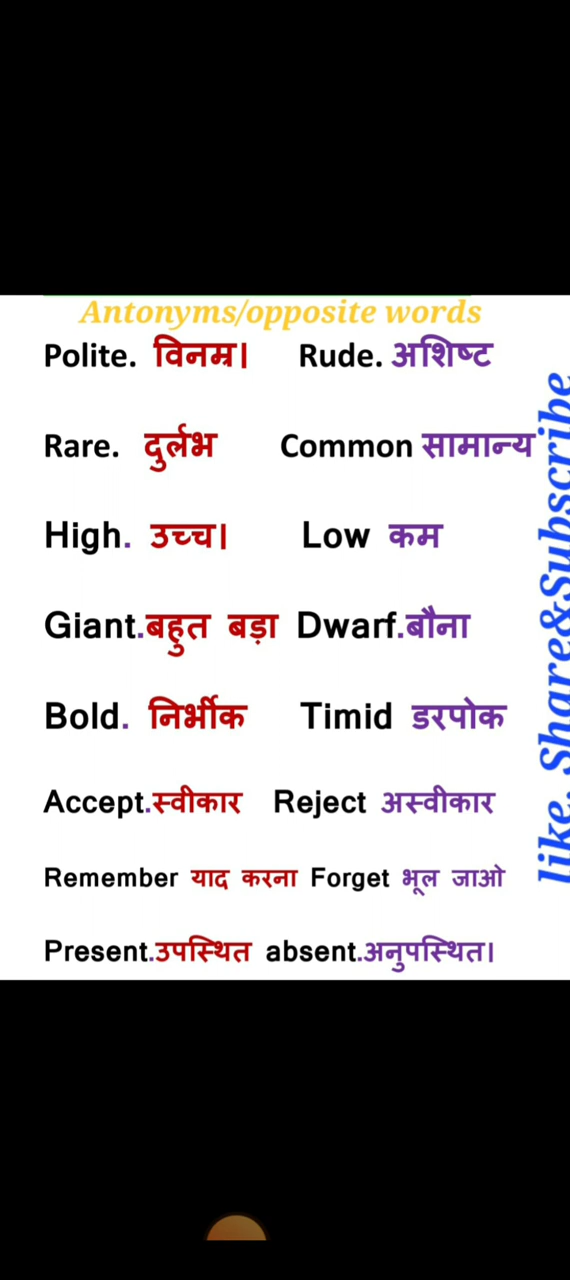 Antonyms/opposite words
Polite. विनम्र। Rude. अशिष्ट
Rare. दुर्लभ Common सामान्य
High. उच्च। Low कम
Giant.बहुत बड़ा Dwarf.बौना
Bold. निर्भीक Timid डरपोक
Accept.स्वीकार Reject अस्वीकार
Remember याद करना Forget भूल जाओ
Present.उपस्थित absent.अनुपस्थित।
like. Share&Subscribe